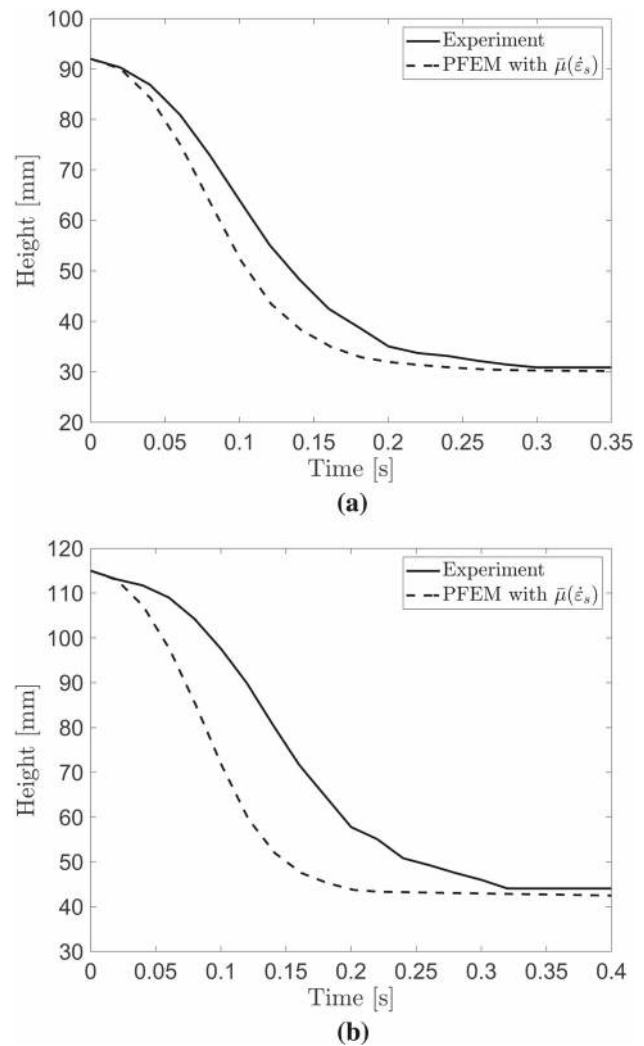 100
90
80
70
60
50
40
30
20
Height [mm]
Experiment
PFEM with μ̄(ε̇ₛ)
0 0.05 0.1 0.15 0.2 0.25 0.3 0.35
Time [s]
(a)
120
110
100
90
80
70
60
50
40
30
Height [mm]
Experiment
PFEM with μ̄(ε̇ₛ)
0 0.05 0.1 0.15 0.2 0.25 0.3 0.35 0.4
Time [s]
(b)